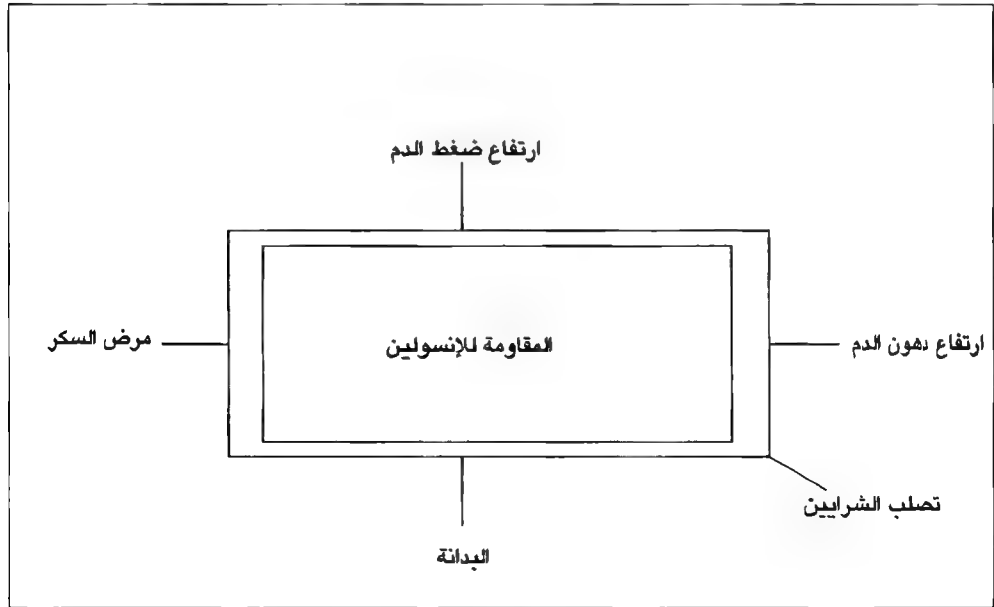 ارتفاع ضغط الدم
ارتفاع دهون الدم
المقاومة للإنسولين
مرض السكر
تصلب الشرايين
البدانة